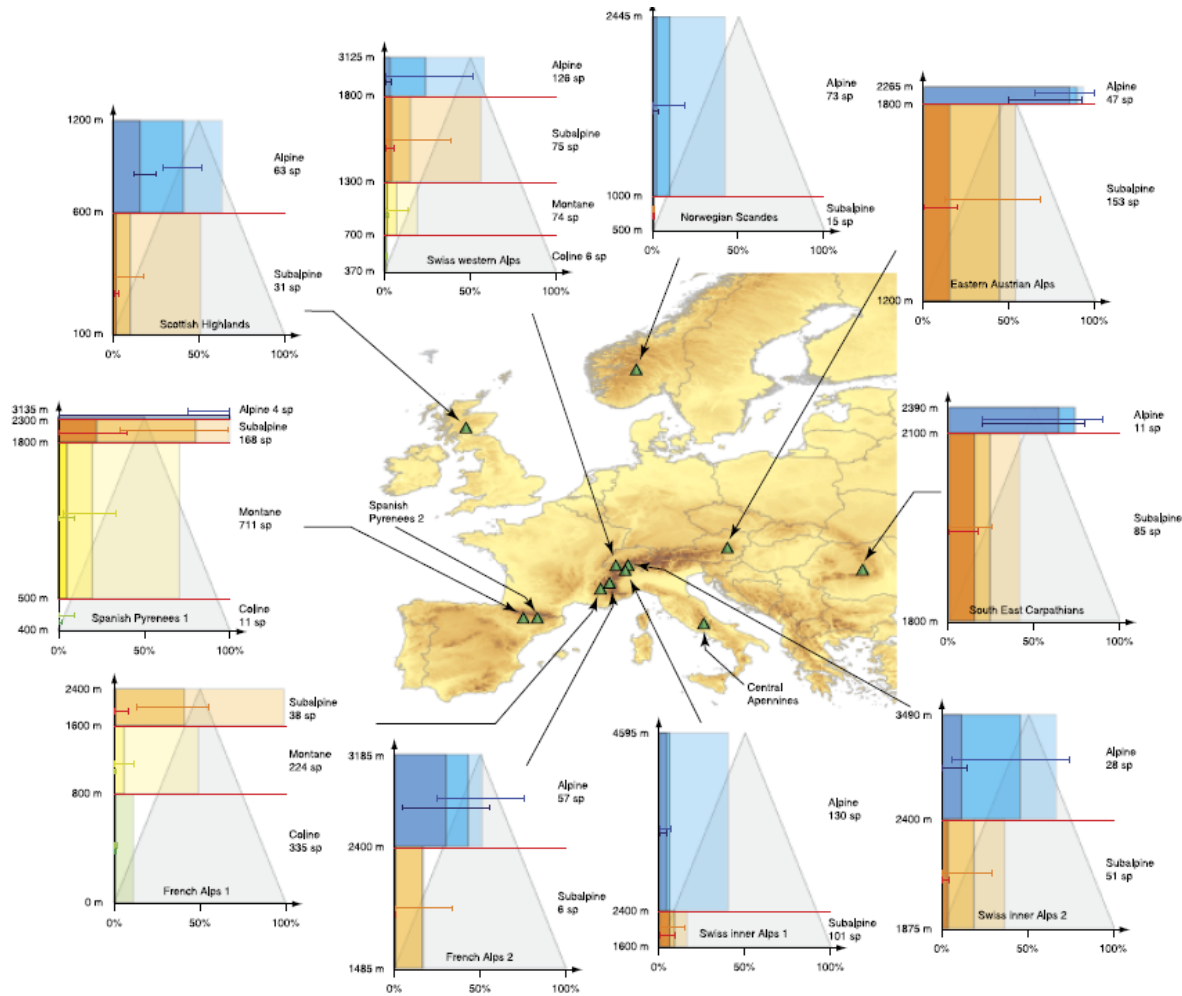 3125 m
Alpine
126 sp
1800 m
Subalpine
75 sp
1300 m
Montane
74 sp
700 m
Coline 6 sp
370 m
Swiss western Alps
0%
50%
100%
2445 m
Alpine
73 sp
1000 m
Subalpine
15 sp
500 m
Norwegian Scandes
0%
50%
100%
2265 m
Alpine
47 sp
1800 m
Subalpine
153 sp
1200 m
Eastern Austrian Alps
0%
50%
100%
1200 m
Alpine
63 sp
600 m
Subalpine
31 sp
100 m
Scottish Highlands
0%
50%
100%
3135 m
Alpine 4 sp
2300 m
Subalpine
168 sp
1800 m
Montane
711 sp
500 m
Coline
11 sp
400 m
Spanish Pyrenees 1
0%
50%
100%
Spanish
Pyrenees 2
Central
Apennines
2390 m
Alpine
11 sp
2100 m
Subalpine
85 sp
1800 m
South East Carpathians
0%
50%
100%
2400 m
Subalpine
38 sp
1600 m
Montane
224 sp
800 m
Coline
335 sp
0 m
French Alps 1
0%
50%
100%
3185 m
Alpine
57 sp
2400 m
Subalpine
6 sp
1485 m
French Alps 2
0%
50%
100%
4595 m
Alpine
130 sp
2400 m
Subalpine
101 sp
1600 m
Swiss inner Alps 1
0%
50%
100%
3490 m
Alpine
28 sp
2400 m
Subalpine
51 sp
1875 m
Swiss inner Alps 2
0%
50%
100%